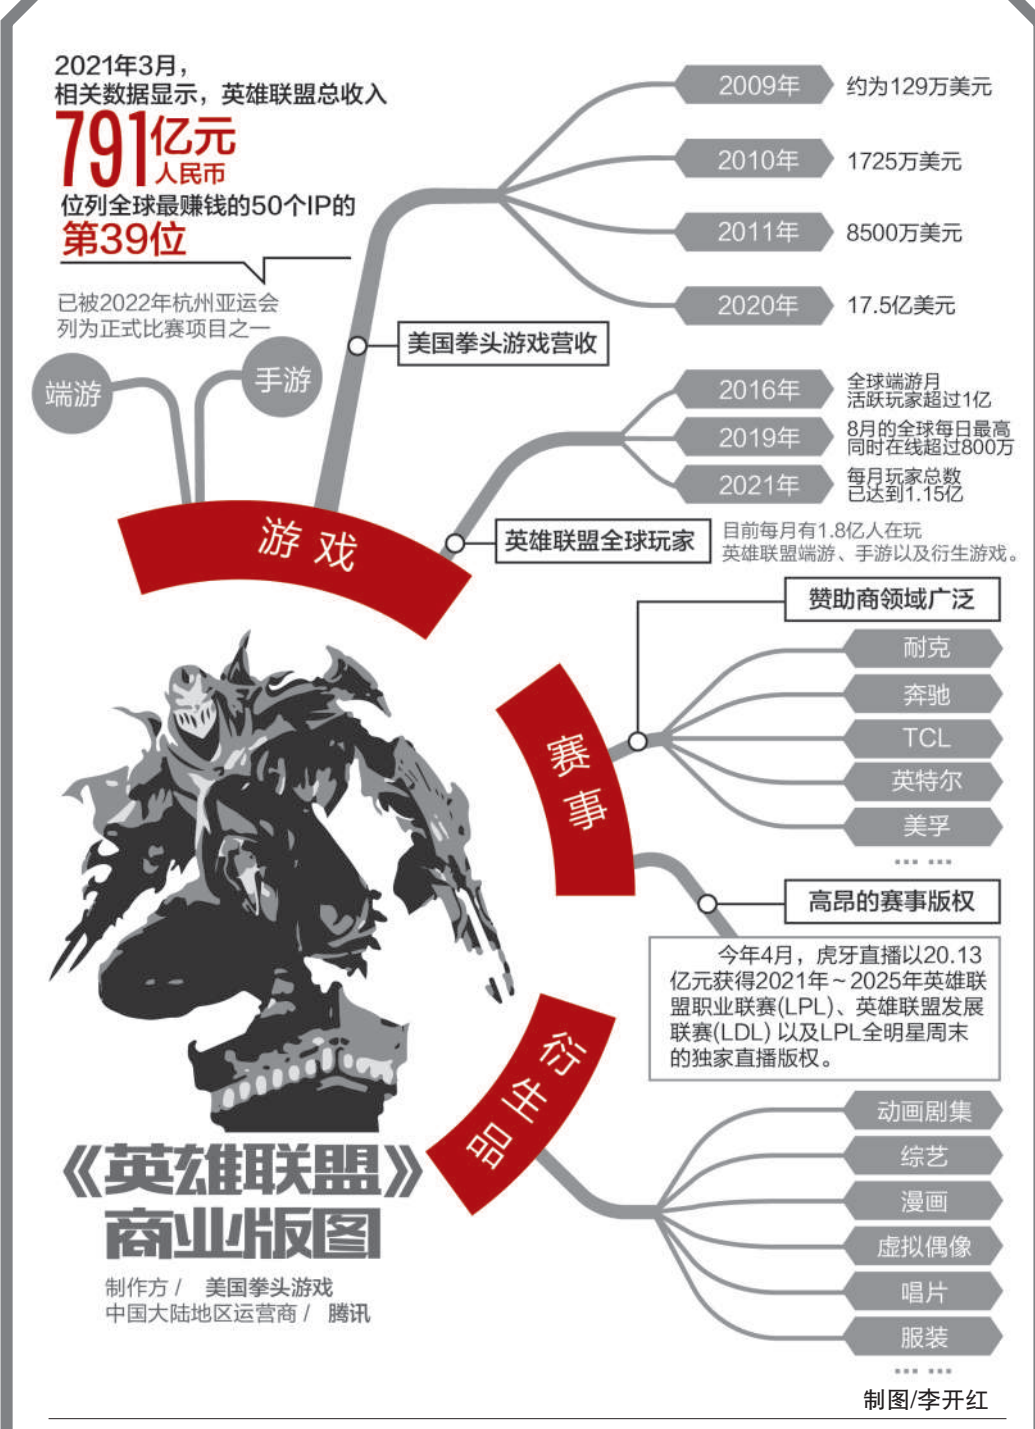 2021年3月，
相关数据显示，英雄联盟总收入
791亿元
人民币
位列全球最赚钱的50个IP的
第39位
已被2022年杭州亚运会
列为正式比赛项目之一
端游
手游
游戏
美国拳头游戏营收
2009年 约为129万美元
2010年 1725万美元
2011年 8500万美元
2020年 17.5亿美元
2016年 全球端游月
活跃玩家超过1亿
2019年 8月的全球每日最高
同时在线超过800万
2021年 每月玩家总数
已达到1.15亿
英雄联盟全球玩家
目前每月有1.8亿人在玩
英雄联盟端游、手游以及衍生游戏。
赛事
赞助商领域广泛
耐克
奔驰
TCL
英特尔
美孚
…… 
高昂的赛事版权
今年4月，虎牙直播以20.13
亿元获得2021年～2025年英雄联
盟职业联赛(LPL)、英雄联盟发展
联赛(LDL) 以及LPL全明星周末
的独家直播版权。
衍生品
动画剧集
综艺
漫画
虚拟偶像
唱片
服装
……
《英雄联盟》
商业版图
制作方 / 美国拳头游戏
中国大陆地区运营商 / 腾讯
制图/李开红